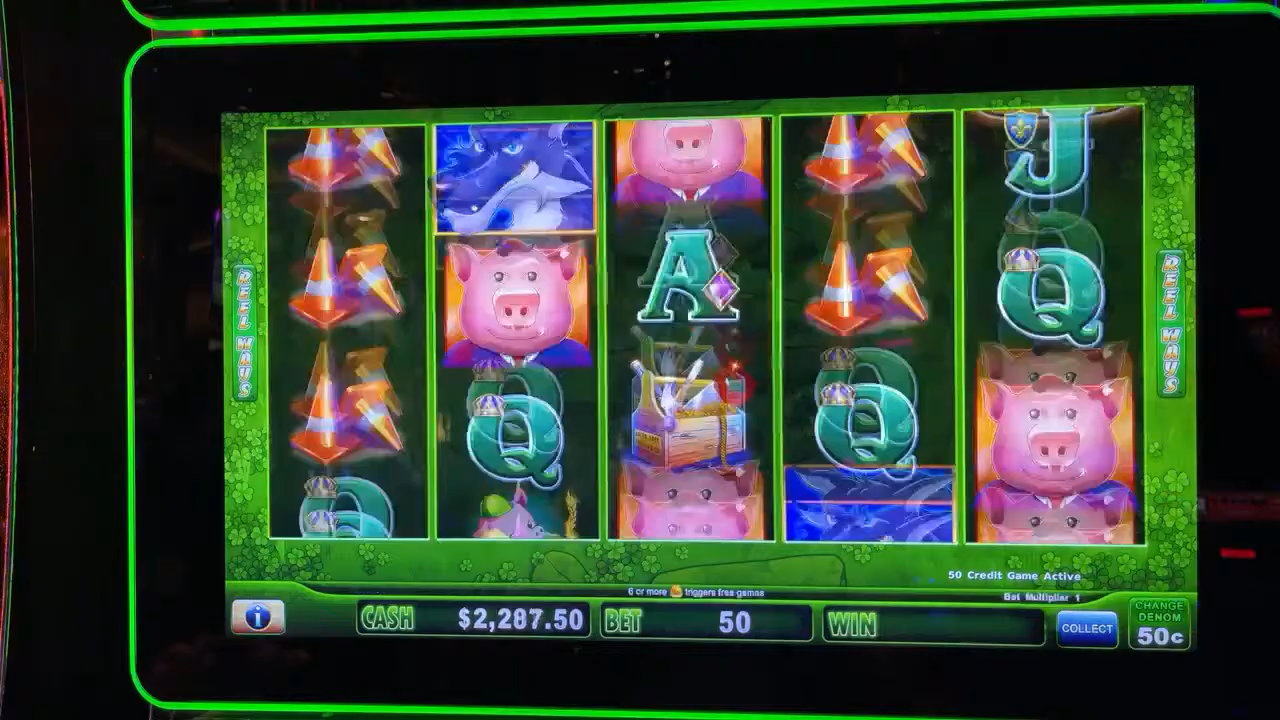 J
A
Q
Q
Q
Q
REEL WAYS
REEL WAYS
50 Credit Game Active
6 or more triggers free games
Bet Multiplier 1
i
CASH $2,287.50 BET 50 WIN
COLLECT
CHANGE
DENOM
50¢